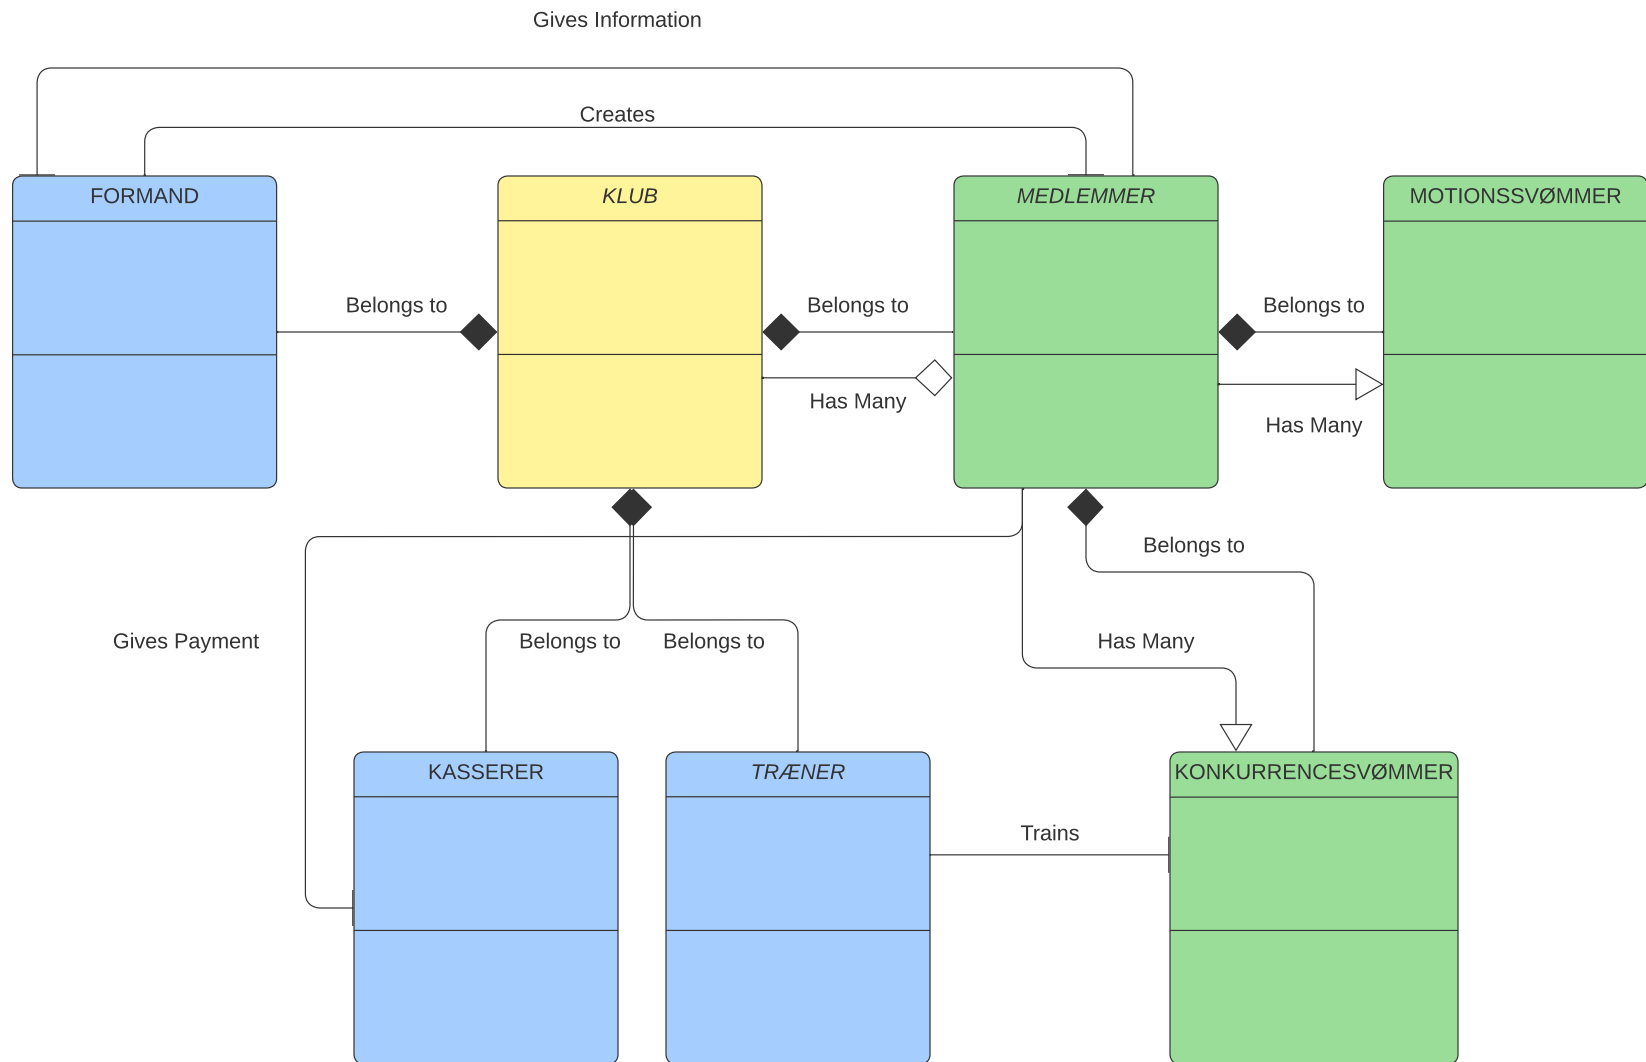 Gives Information
Creates
FORMAND
KLUB
MEDLEMMER
MOTIONSSVØMMER
Belongs to
Belongs to
Belongs to
Has Many
Has Many
Belongs to
Gives Payment
Belongs to
Belongs to
Has Many
KASSERER
TRÆNER
KONKURRENCESVØMMER
Trains